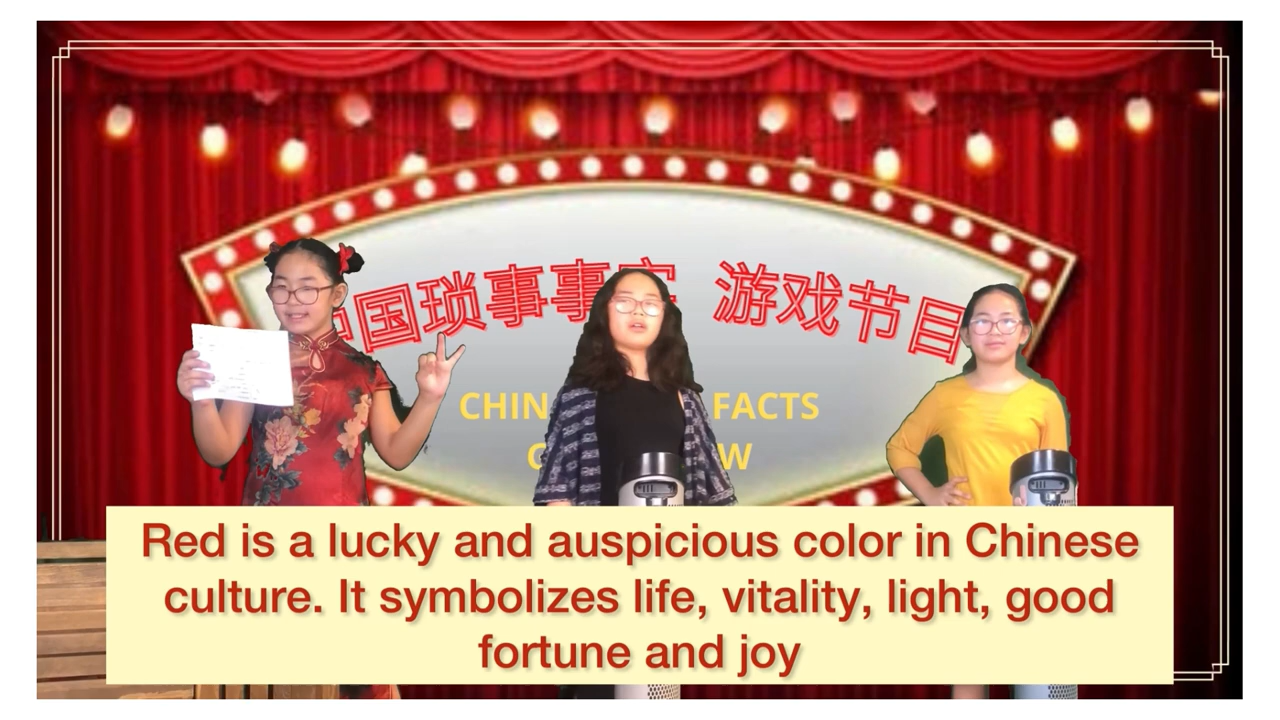 中国琐事事实 游戏节目
FACTS
Red is a lucky and auspicious color in Chinese
culture. It symbolizes life, vitality, light, good
fortune and joy